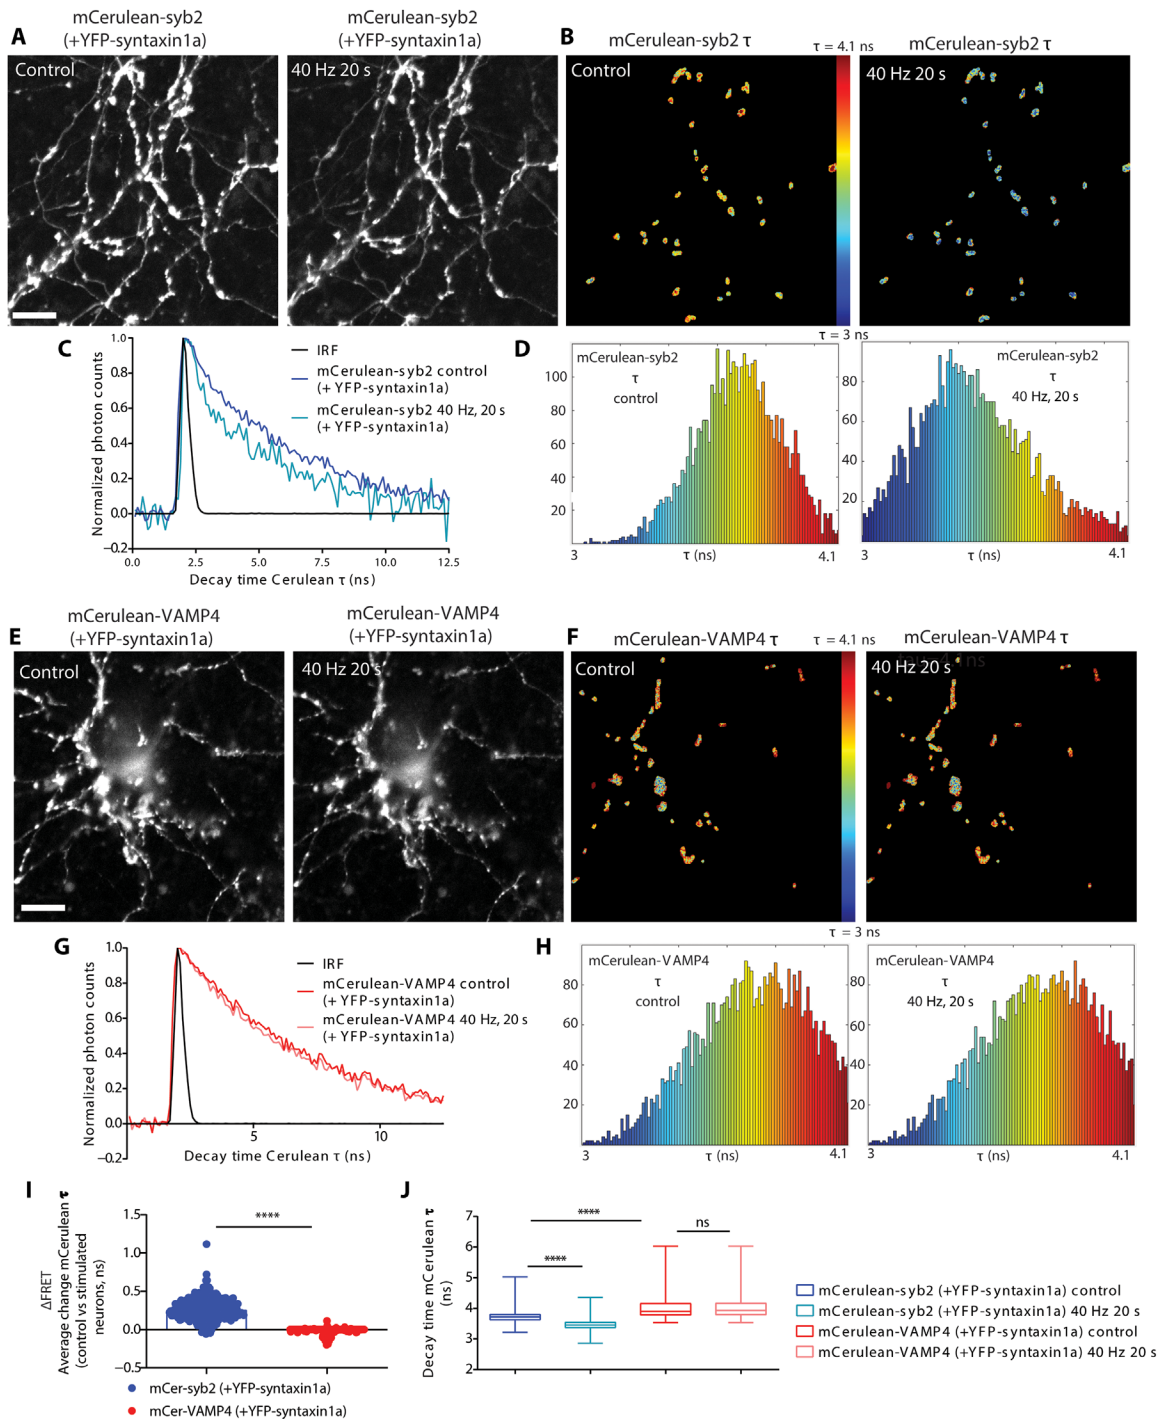 A
mCerulean-syb2
(+YFP-syntaxin1a)
Control
mCerulean-syb2
(+YFP-syntaxin1a)
40 Hz 20 s
B
mCerulean-syb2 τ
Control
τ = 4.1 ns
τ = 3 ns
mCerulean-syb2 τ
40 Hz 20 s
C
Normalized photon counts
1.0
0.8
0.6
0.4
0.2
0.0
−0.2
0.0
2.5
5.0
7.5
10.0
12.5
Decay time Cerulean τ (ns)
IRF
mCerulean-syb2 control
(+ YFP-syntaxin1a)
mCerulean-syb2 40 Hz, 20 s
(+ YFP-syntaxin1a)
D
mCerulean-syb2
τ
control
100
80
60
40
20
3
τ (ns)
4.1
mCerulean-syb2
τ
40 Hz, 20 s
80
60
40
20
3
τ (ns)
4.1
E
mCerulean-VAMP4
(+YFP-syntaxin1a)
Control
mCerulean-VAMP4
(+YFP-syntaxin1a)
40 Hz 20 s
F
mCerulean-VAMP4 τ
Control
τ = 4.1 ns
τ = 3 ns
mCerulean-VAMP4 τ
40 Hz 20 s
G
Normalized photon counts
1.0
0.8
0.6
0.4
0.2
0.0
−0.2
5
10
Decay time Cerulean τ (ns)
IRF
mCerulean-VAMP4 control
(+ YFP-syntaxin1a)
mCerulean-VAMP4 40 Hz, 20 s
(+ YFP-syntaxin1a)
H
mCerulean-VAMP4
τ
control
80
60
40
20
3
τ (ns)
4.1
mCerulean-VAMP4
τ
40 Hz, 20 s
80
60
40
20
3
τ (ns)
4.1
I
ΔFRET
Average change mCerulean τ
(control vs stimulated
neurons, ns)
1.5
1.0
0.5
0.0
−0.5
****
mCer-syb2 (+YFP-syntaxin1a)
mCer-VAMP4 (+YFP-syntaxin1a)
J
Decay time mCerulean τ
(ns)
7
6
5
4
3
2
****
****
ns
mCerulean-syb2 (+YFP-syntaxin1a) control
mCerulean-syb2 (+YFP-syntaxin1a) 40 Hz 20 s
mCerulean-VAMP4 (+YFP-syntaxin1a) control
mCerulean-VAMP4 (+YFP-syntaxin1a) 40 Hz 20 s